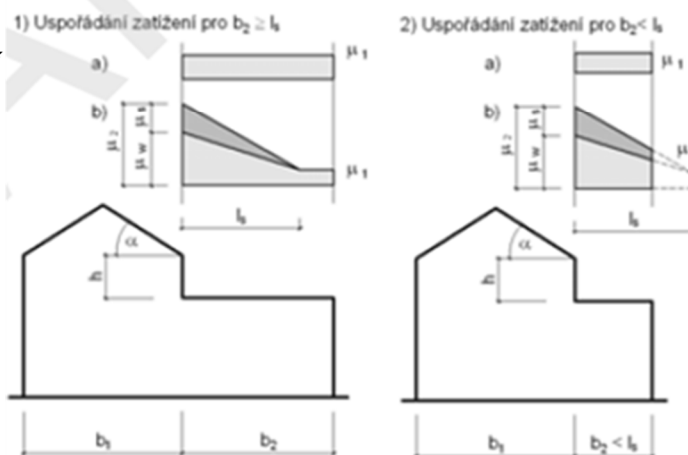 1) Uspořádání zatížení pro b₂ ≥ lₛ
a)
μ₁
b)
μ₂
μₛ
μw
μ₁
lₛ
α
h
b₁
b₂
2) Uspořádání zatížení pro b₂< lₛ
a)
μ₁
b)
μ₂
μₛ
μw
μ
lₛ
α
h
b₁
b₂ < lₛ